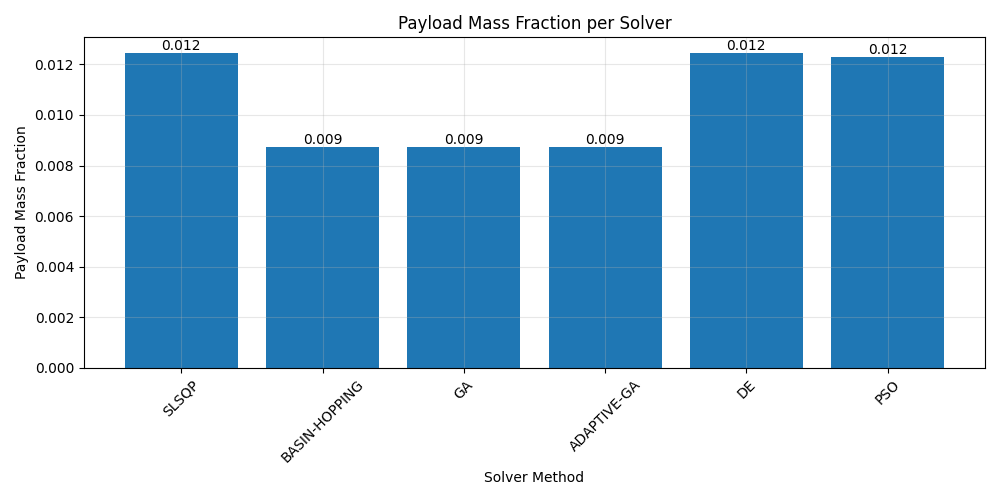 Payload Mass Fraction per Solver
Payload Mass Fraction
0.012
0.010
0.008
0.006
0.004
0.002
0.000
0.012
0.009
0.009
0.009
0.012
0.012
SLSQP
BASIN-HOPPING
GA
ADAPTIVE-GA
DE
PSO
Solver Method